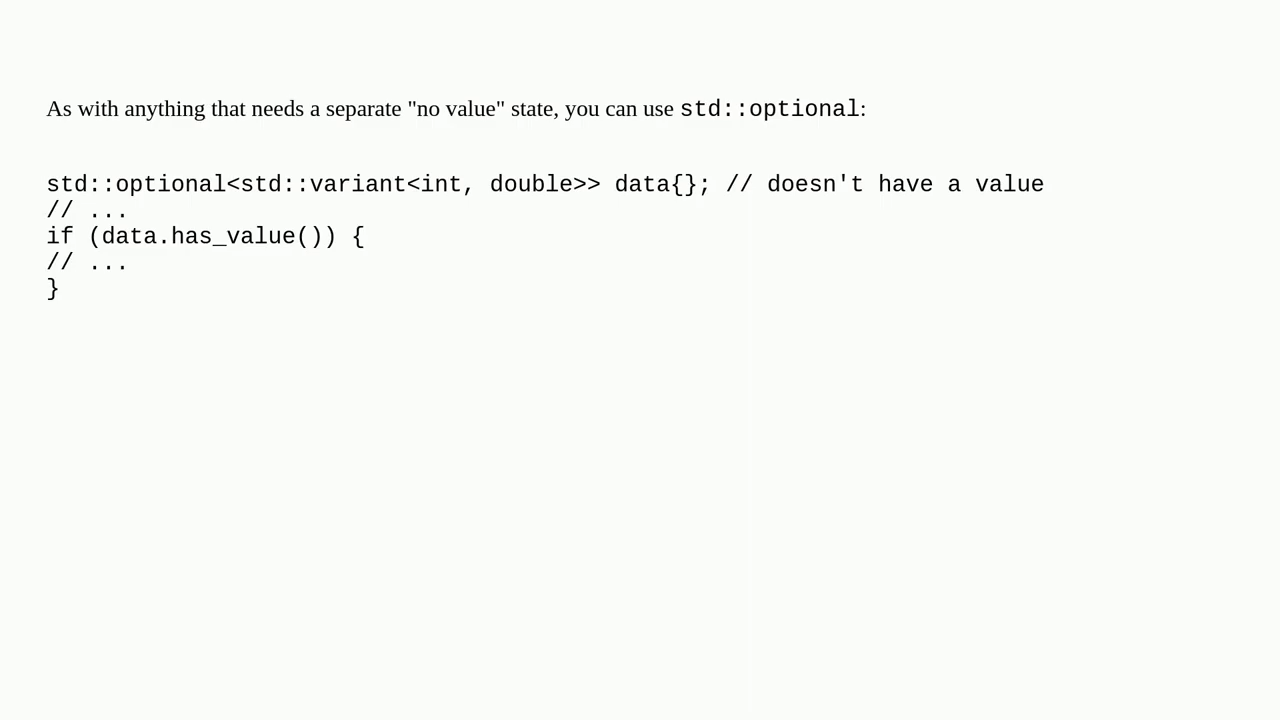 As with anything that needs a separate "no value" state, you can use std::optional:
std::optional<std::variant<int, double>> data{}; // doesn't have a value
// ...
if (data.has_value()) {
// ...
}